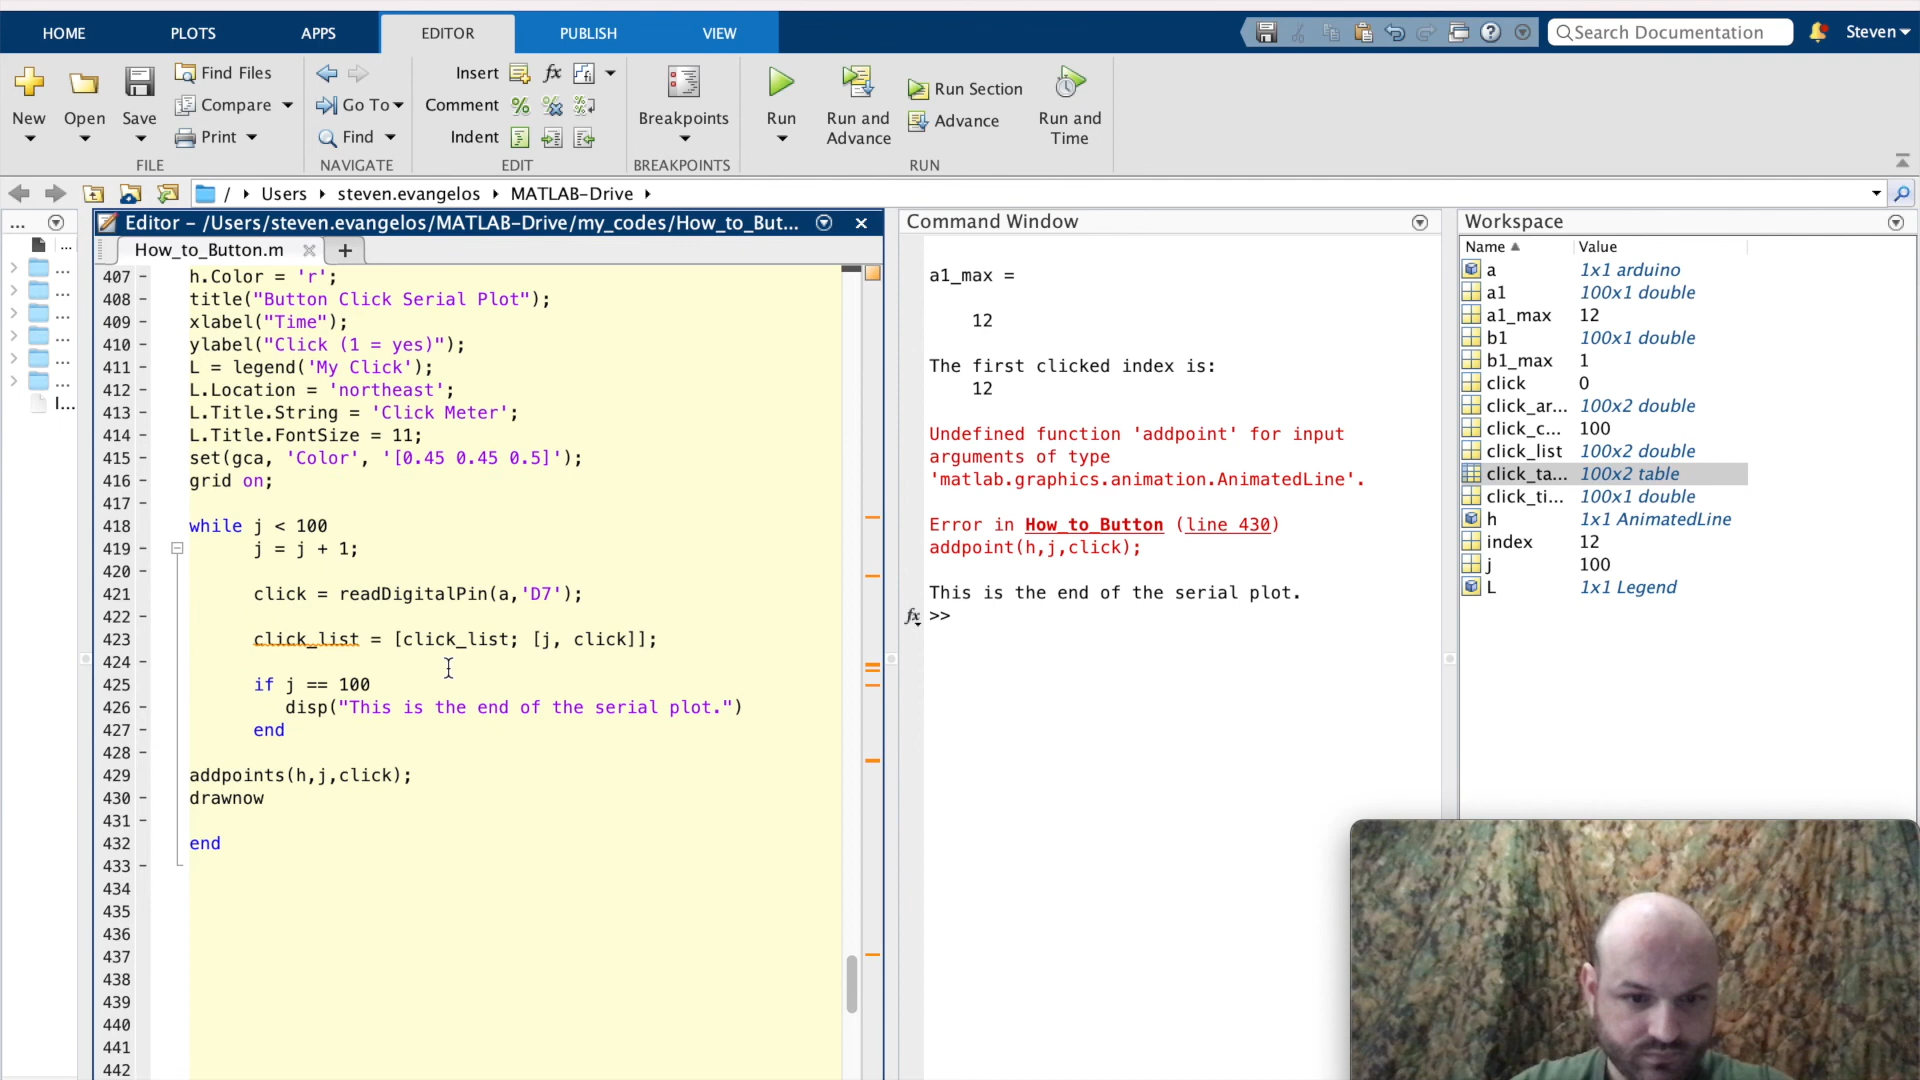 HOME PLOTS APPS EDITOR PUBLISH VIEW Search Documentation Steven
New Open Save Find Files Compare Print
Go To Find
Insert fx Comment Indent
Breakpoints
Run Run and Advance Run Section Advance Run and Time
FILE NAVIGATE EDIT BREAKPOINTS RUN
/ Users steven.evangelos MATLAB-Drive
Editor – /Users/steven.evangelos/MATLAB-Drive/my_codes/How_to_But...
How_to_Button.m
407 – h.Color = 'r';
408 – title("Button Click Serial Plot");
409 – xlabel("Time");
410 – ylabel("Click (1 = yes)");
411 – L = legend('My Click');
412 – L.Location = 'northeast';
413 – L.Title.String = 'Click Meter';
414 – L.Title.FontSize = 11;
415 – set(gca, 'Color', '[0.45 0.45 0.5]');
416 – grid on;
417 –
418 – while j < 100
419 – j = j + 1;
420 –
421 – click = readDigitalPin(a,'D7');
422 –
423 – click_list = [click_list; [j, click]];
424 –
425 – if j == 100
426 – disp("This is the end of the serial plot.")
427 – end
428 –
429 – addpoints(h,j,click);
430 – drawnow
431 –
432 – end
433 –
434
435
436
437
438
439
440
441
442
Command Window
a1_max =
12
The first clicked index is:
12
Undefined function 'addpoint' for input
arguments of type
'matlab.graphics.animation.AnimatedLine'.
Error in How_to_Button (line 430)
addpoint(h,j,click);
This is the end of the serial plot.
fx >>
Workspace
Name Value
a 1x1 arduino
a1 100x1 double
a1_max 12
b1 100x1 double
b1_max 1
click 0
click_ar... 100x2 double
click_c... 100
click_list 100x2 double
click_ta... 100x2 table
click_ti... 100x1 double
h 1x1 AnimatedLine
index 12
j 100
L 1x1 Legend